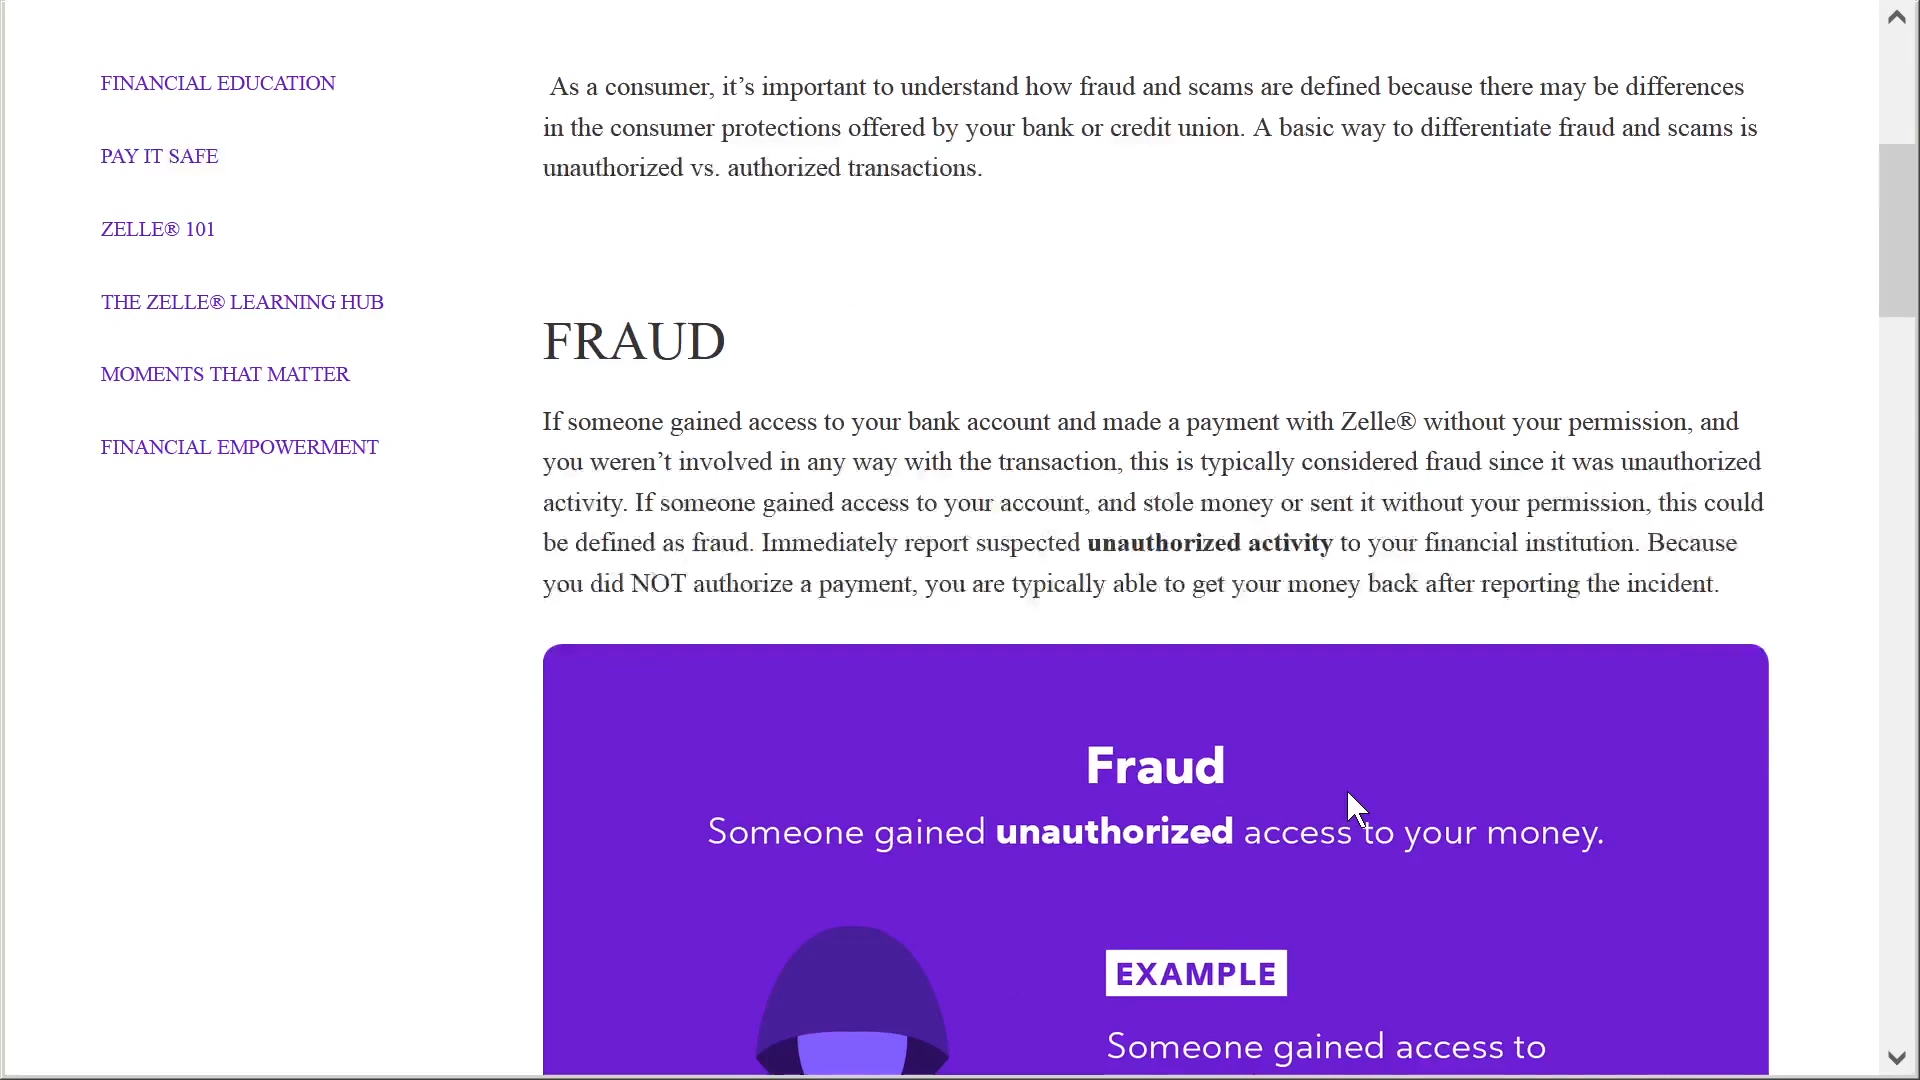 FINANCIAL EDUCATION
PAY IT SAFE
ZELLE® 101
THE ZELLE® LEARNING HUB
MOMENTS THAT MATTER
FINANCIAL EMPOWERMENT
As a consumer, it’s important to understand how fraud and scams are defined because there may be differences
in the consumer protections offered by your bank or credit union. A basic way to differentiate fraud and scams is
unauthorized vs. authorized transactions.
FRAUD
If someone gained access to your bank account and made a payment with Zelle® without your permission, and
you weren’t involved in any way with the transaction, this is typically considered fraud since it was unauthorized
activity. If someone gained access to your account, and stole money or sent it without your permission, this could
be defined as fraud. Immediately report suspected unauthorized activity to your financial institution. Because
you did NOT authorize a payment, you are typically able to get your money back after reporting the incident.
Fraud
Someone gained unauthorized access to your money.
EXAMPLE
Someone gained access to